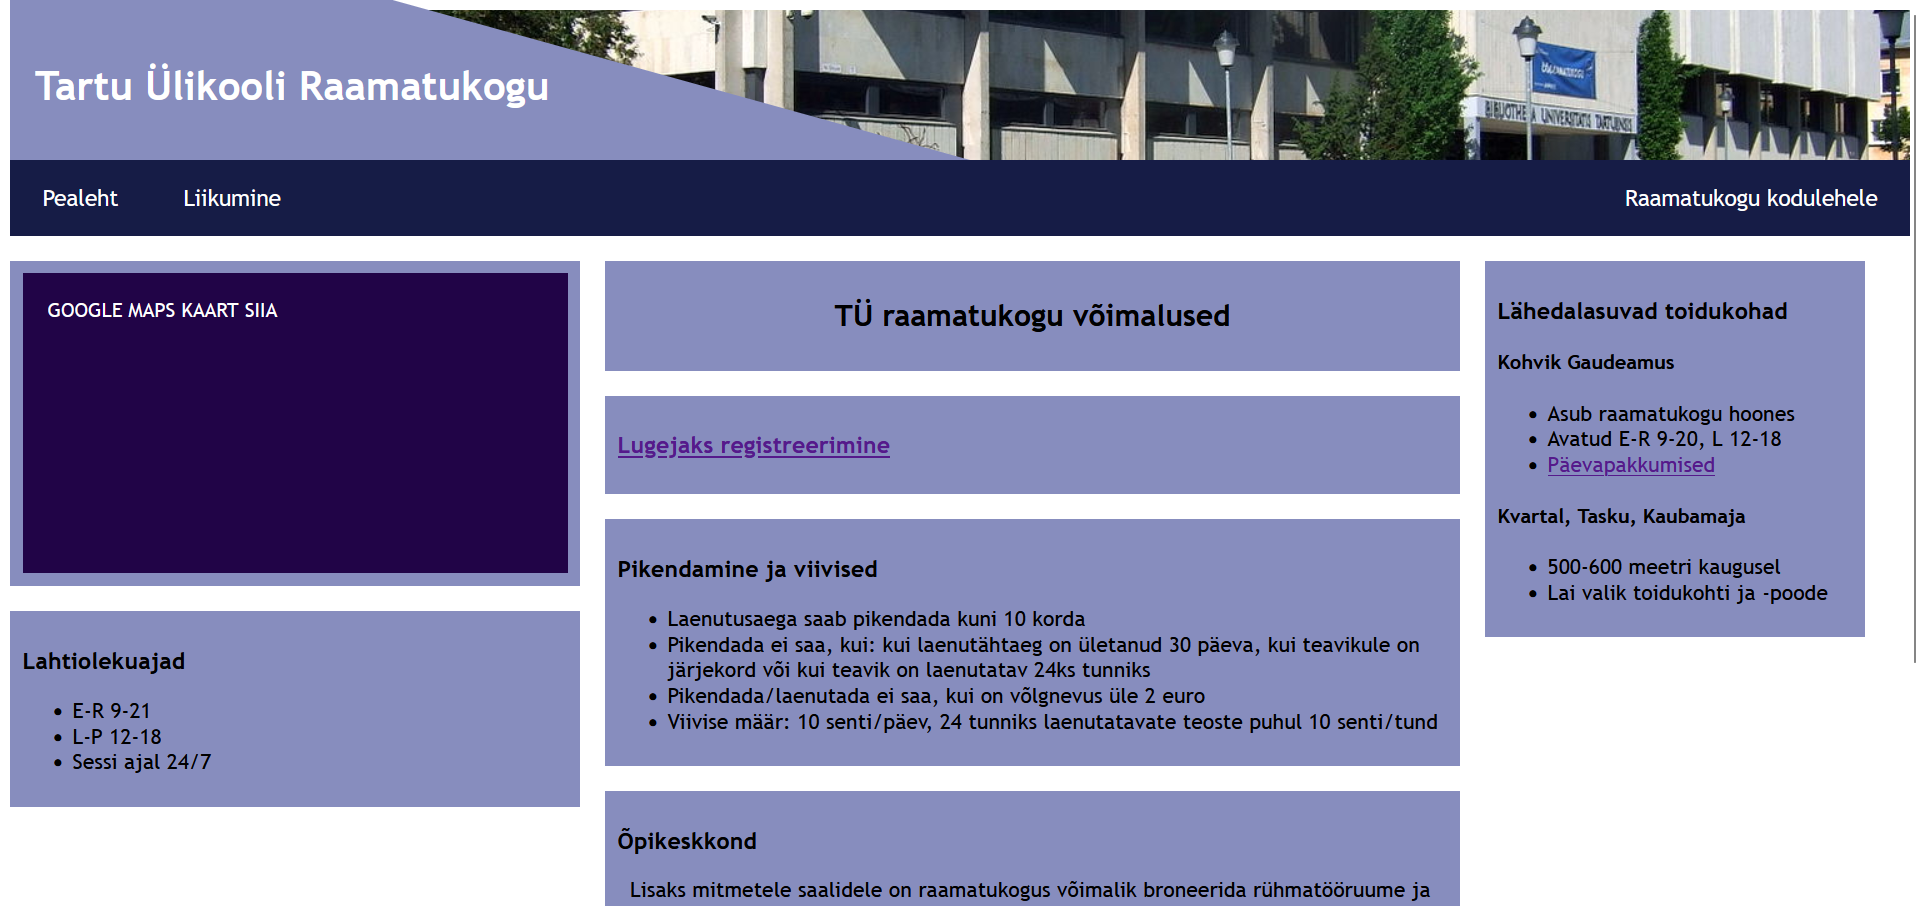 Tartu Ülikooli Raamatukogu
BIBLIOTHECA UNIVERSITATIS TARTUENSIS
Pealeht
Liikumine
Raamatukogu kodulehele
GOOGLE MAPS KAART SIIA
Lahtiolekuajad
E-R 9-21
L-P 12-18
Sessi ajal 24/7
TÜ raamatukogu võimalused
Lugejaks registreerimine
Pikendamine ja viivised
Laenutusaega saab pikendada kuni 10 korda
Pikendada ei saa, kui: kui laenutähtaeg on ületanud 30 päeva, kui teavikule on
järjekord või kui teavik on laenutatav 24ks tunniks
Pikendada/laenutada ei saa, kui on võlgnevus üle 2 euro
Viivise määr: 10 senti/päev, 24 tunniks laenutatavate teoste puhul 10 senti/tund
Õpikeskkond
Lisaks mitmetele saalidele on raamatukogus võimalik broneerida rühmatööruume ja
Lähedalasuvad toidukohad
Kohvik Gaudeamus
Asub raamatukogu hoones
Avatud E-R 9-20, L 12-18
Päevapakkumised
Kvartal, Tasku, Kaubamaja
500-600 meetri kaugusel
Lai valik toidukohti ja -poode